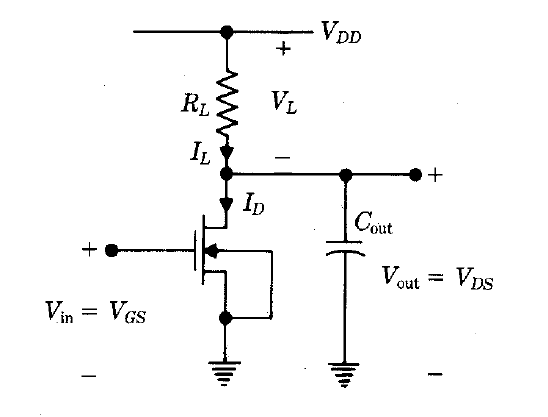 V_DD
+
R_L
V_L
I_L
−
+
I_D
C_out
+
V_out = V_DS
V_in = V_GS
−
−